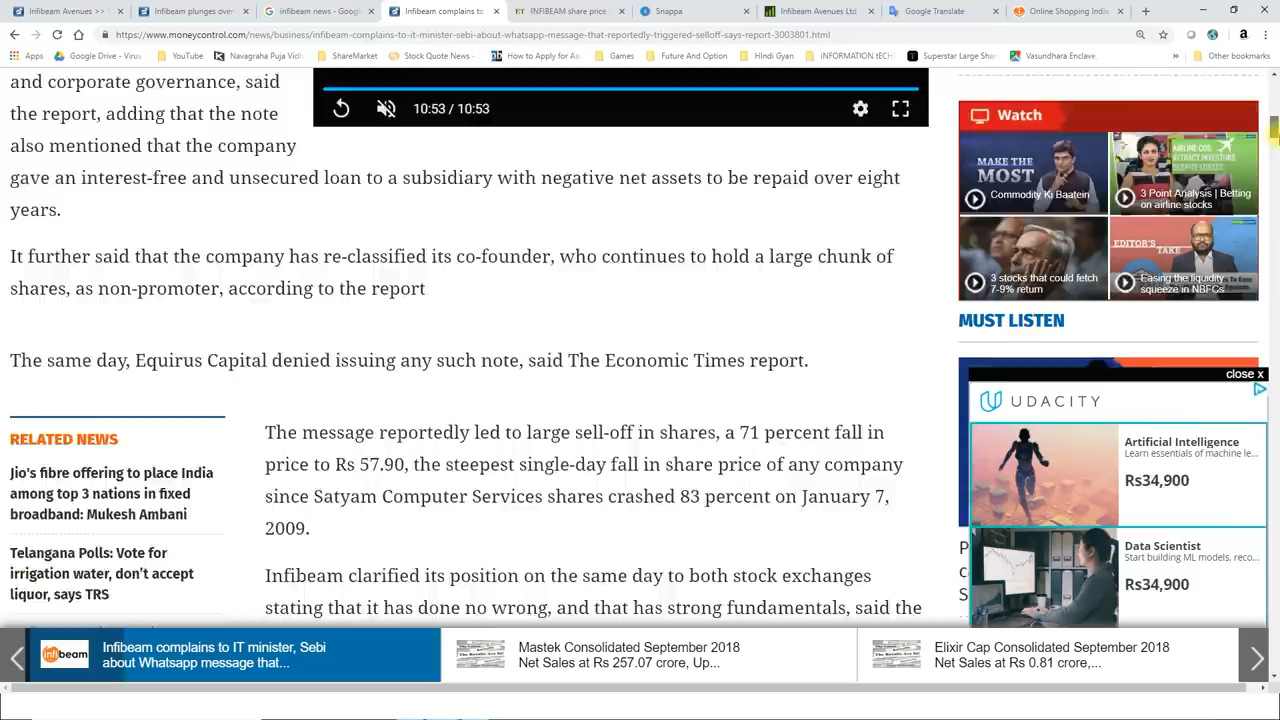 Infibeam Avenues >> S
Infibeam plunges over
infibeam news - Googl
Infibeam complains to
INFIBEAM share price -
Snappa
Infibeam Avenues Ltd
Google Translate
Online Shopping India
https://www.moneycontrol.com/news/business/infibeam-complains-to-it-minister-sebi-about-whatsapp-message-that-reportedly-triggered-selloff-says-report-3003801.html
Apps
Google Drive - Virus
YouTube
Navagraha Puja Vidh
ShareMarket
Stock Quote News -
How to Apply for Aa
Games
Future And Option
HIndi Gyan
iNFORMATION tECH
Superstar Large Shar
Vasundhara Enclave,
»
Other bookmarks
and corporate governance, said
the report, adding that the note
also mentioned that the company
gave an interest-free and unsecured loan to a subsidiary with negative net assets to be repaid over eight
years.
10:53 / 10:53
It further said that the company has re-classified its co-founder, who continues to hold a large chunk of
shares, as non-promoter, according to the report
The same day, Equirus Capital denied issuing any such note, said The Economic Times report.
RELATED NEWS
Jio's fibre offering to place India
among top 3 nations in fixed
broadband: Mukesh Ambani
Telangana Polls: Vote for
irrigation water, don't accept
liquor, says TRS
The message reportedly led to large sell-off in shares, a 71 percent fall in
price to Rs 57.90, the steepest single-day fall in share price of any company
since Satyam Computer Services shares crashed 83 percent on January 7,
2009.
Infibeam clarified its position on the same day to both stock exchanges
stating that it has done no wrong, and that has strong fundamentals, said the
Watch
MAKE THE
MOST
Commodity Ki Baatein
AIRLINE COS.
ATTRACT INVESTORS
3 Point Analysis | Betting
on airline stocks
3 stocks that could fetch
7-9% return
EDITOR'S
TAKE
Easing the liquidity
squeeze in NBFCs
MUST LISTEN
close x
UDACITY
Artificial Intelligence
Learn essentials of machine le...
Rs34,900
Data Scientist
Start building ML models, reco...
Rs34,900
infibeam
Infibeam complains to IT minister, Sebi
about Whatsapp message that...
Mastek Consolidated September 2018
Net Sales at Rs 257.07 crore, Up...
Elixir Cap Consolidated September 2018
Net Sales at Rs 0.81 crore,...